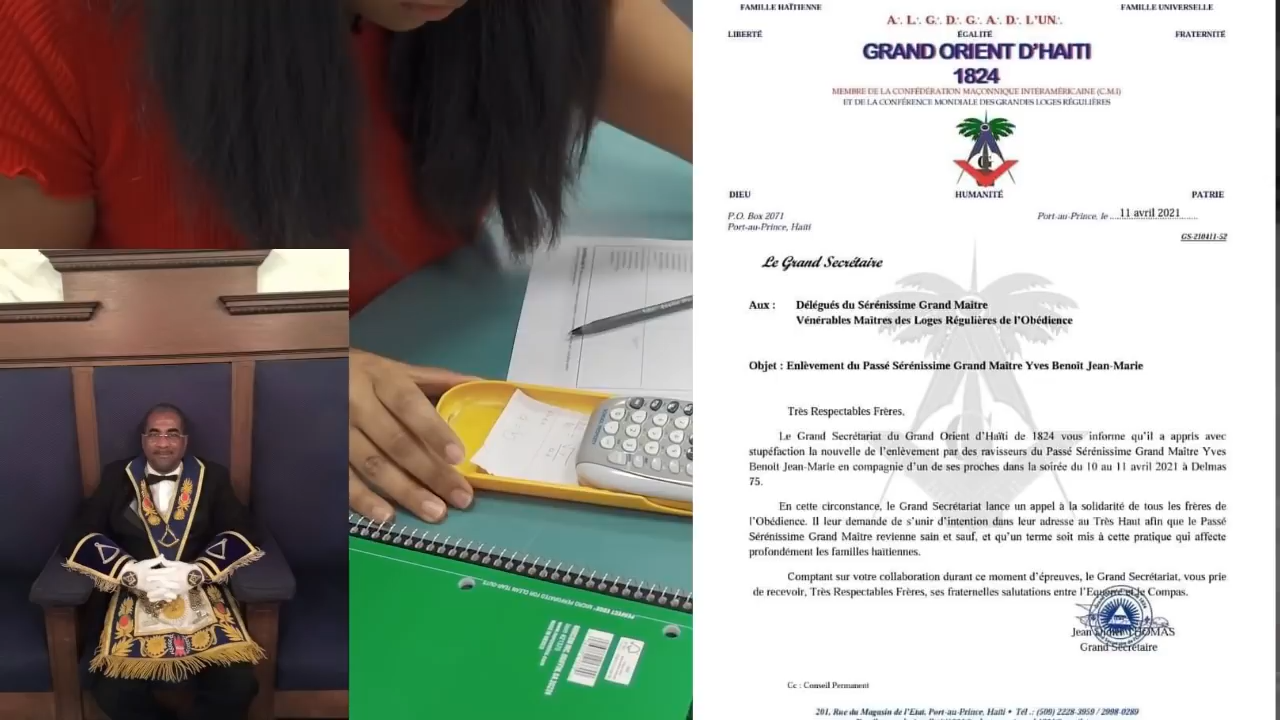 FAMILLE HAÏTIENNE
FAMILLE UNIVERSELLE
A∴ L∴ G∴ D∴ G∴ A∴ D∴ L'UN∴
LIBERTÉ
ÉGALITÉ
FRATERNITÉ
GRAND ORIENT D'HAITI
1824
MEMBRE DE LA CONFÉDÉRATION MAÇONNIQUE INTERAMÉRICAINE (C.M.I)
ET DE LA CONFÉRENCE MONDIALE DES GRANDES LOGES RÉGULIÈRES
G
DIEU
HUMANITÉ
PATRIE
P.O. Box 2071
Port-au-Prince, Haïti
Port-au-Prince, le ....11 avril 2021......
GS-210411-52
Le Grand Secrétaire
Aux : Délégués du Sérénissime Grand Maître
Vénérables Maîtres des Loges Régulières de l'Obédience
Objet : Enlèvement du Passé Sérénissime Grand Maître Yves Benoît Jean-Marie
Très Respectables Frères,
Le Grand Secrétariat du Grand Orient d'Haïti de 1824 vous informe qu'il a appris avec
stupéfaction la nouvelle de l'enlèvement par des ravisseurs du Passé Sérénissime Grand Maître Yves
Benoit Jean-Marie en compagnie d'un de ses proches dans la soirée du 10 au 11 avril 2021 à Delmas
75.
En cette circonstance, le Grand Secrétariat lance un appel à la solidarité de tous les frères de
l'Obédience. Il leur demande de s'unir d'intention dans leur adresse au Très Haut afin que le Passé
Sérénissime Grand Maître revienne sain et sauf, et qu'un terme soit mis à cette pratique qui affecte
profondément les familles haïtiennes.
Comptant sur votre collaboration durant ce moment d'épreuves, le Grand Secrétariat, vous prie
de recevoir, Très Respectables Frères, ses fraternelles salutations entre l'Equerre et le Compas.
Jean Didier THOMAS
Grand Secrétaire
Cc : Conseil Permanent
201, Rue du Magasin de l'Etat, Port-au-Prince, Haïti • Tél .: (509) 2228-3959 / 2998-0289